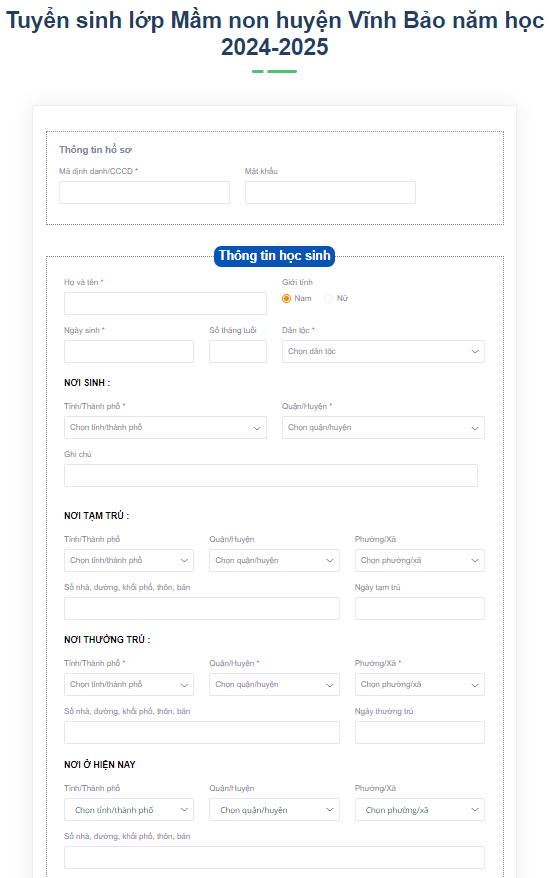 Tuyển sinh lớp Mầm non huyện Vĩnh Bảo năm học
2024-2025
Thông tin hồ sơ
Mã định danh/CCCD * Mật khẩu
Thông tin học sinh
Họ và tên * Giới tính
Nam Nữ
Ngày sinh * Số tháng tuổi Dân tộc *
Chọn dân tộc
NƠI SINH :
Tỉnh/Thành phố * Quận/Huyện *
Chọn tỉnh/thành phố Chọn quận/huyện
Ghi chú
NƠI TẠM TRÚ :
Tỉnh/Thành phố Quận/Huyện Phường/Xã
Chọn tỉnh/thành phố Chọn quận/huyện Chọn phường/xã
Số nhà, đường, khối phố, thôn, bản Ngày tạm trú
NƠI THƯỜNG TRÚ :
Tỉnh/Thành phố * Quận/Huyện * Phường/Xã *
Chọn tỉnh/thành phố Chọn quận/huyện Chọn phường/xã
Số nhà, đường, khối phố, thôn, bản Ngày thường trú
NƠI Ở HIỆN NAY
Tỉnh/Thành phố Quận/Huyện Phường/Xã
Chọn tỉnh/thành phố Chọn quận/huyện Chọn phường/xã
Số nhà, đường, khối phố, thôn, bản